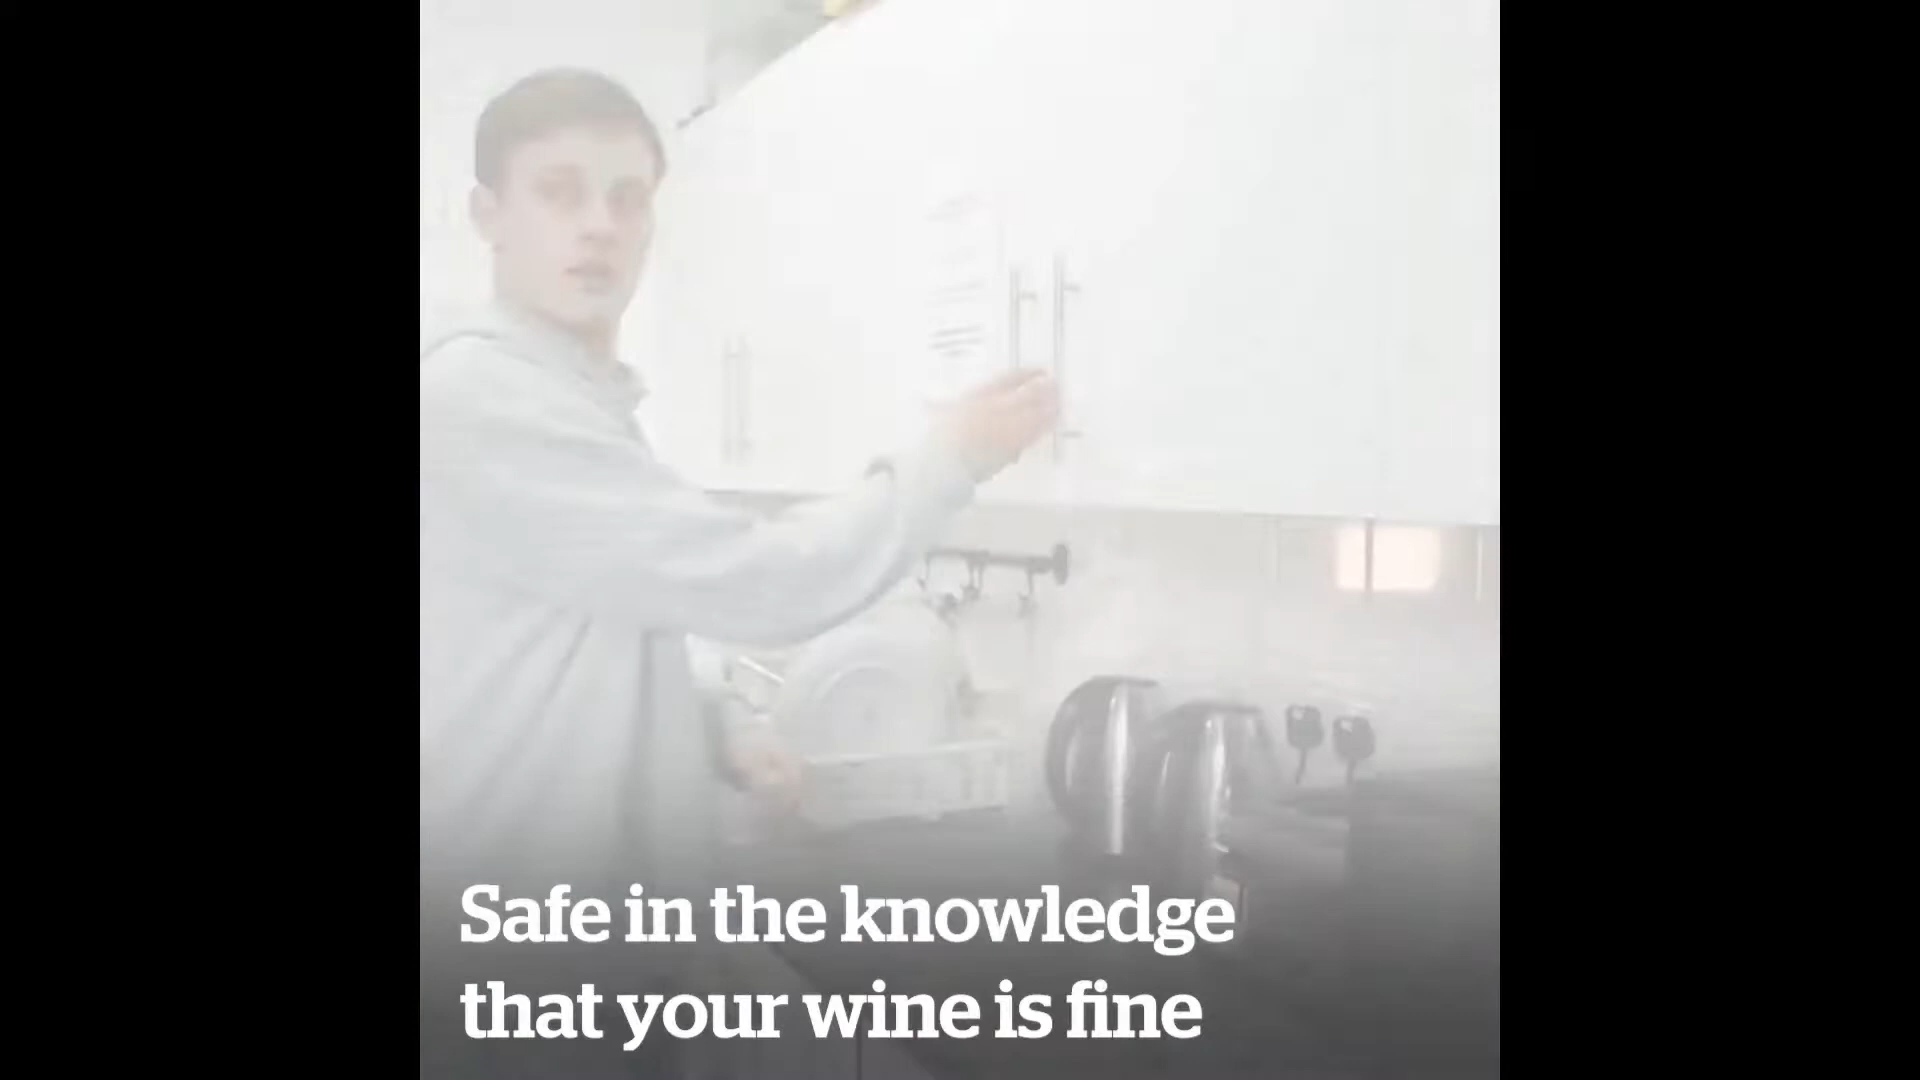 Safe in the knowledge
that your wine is fine